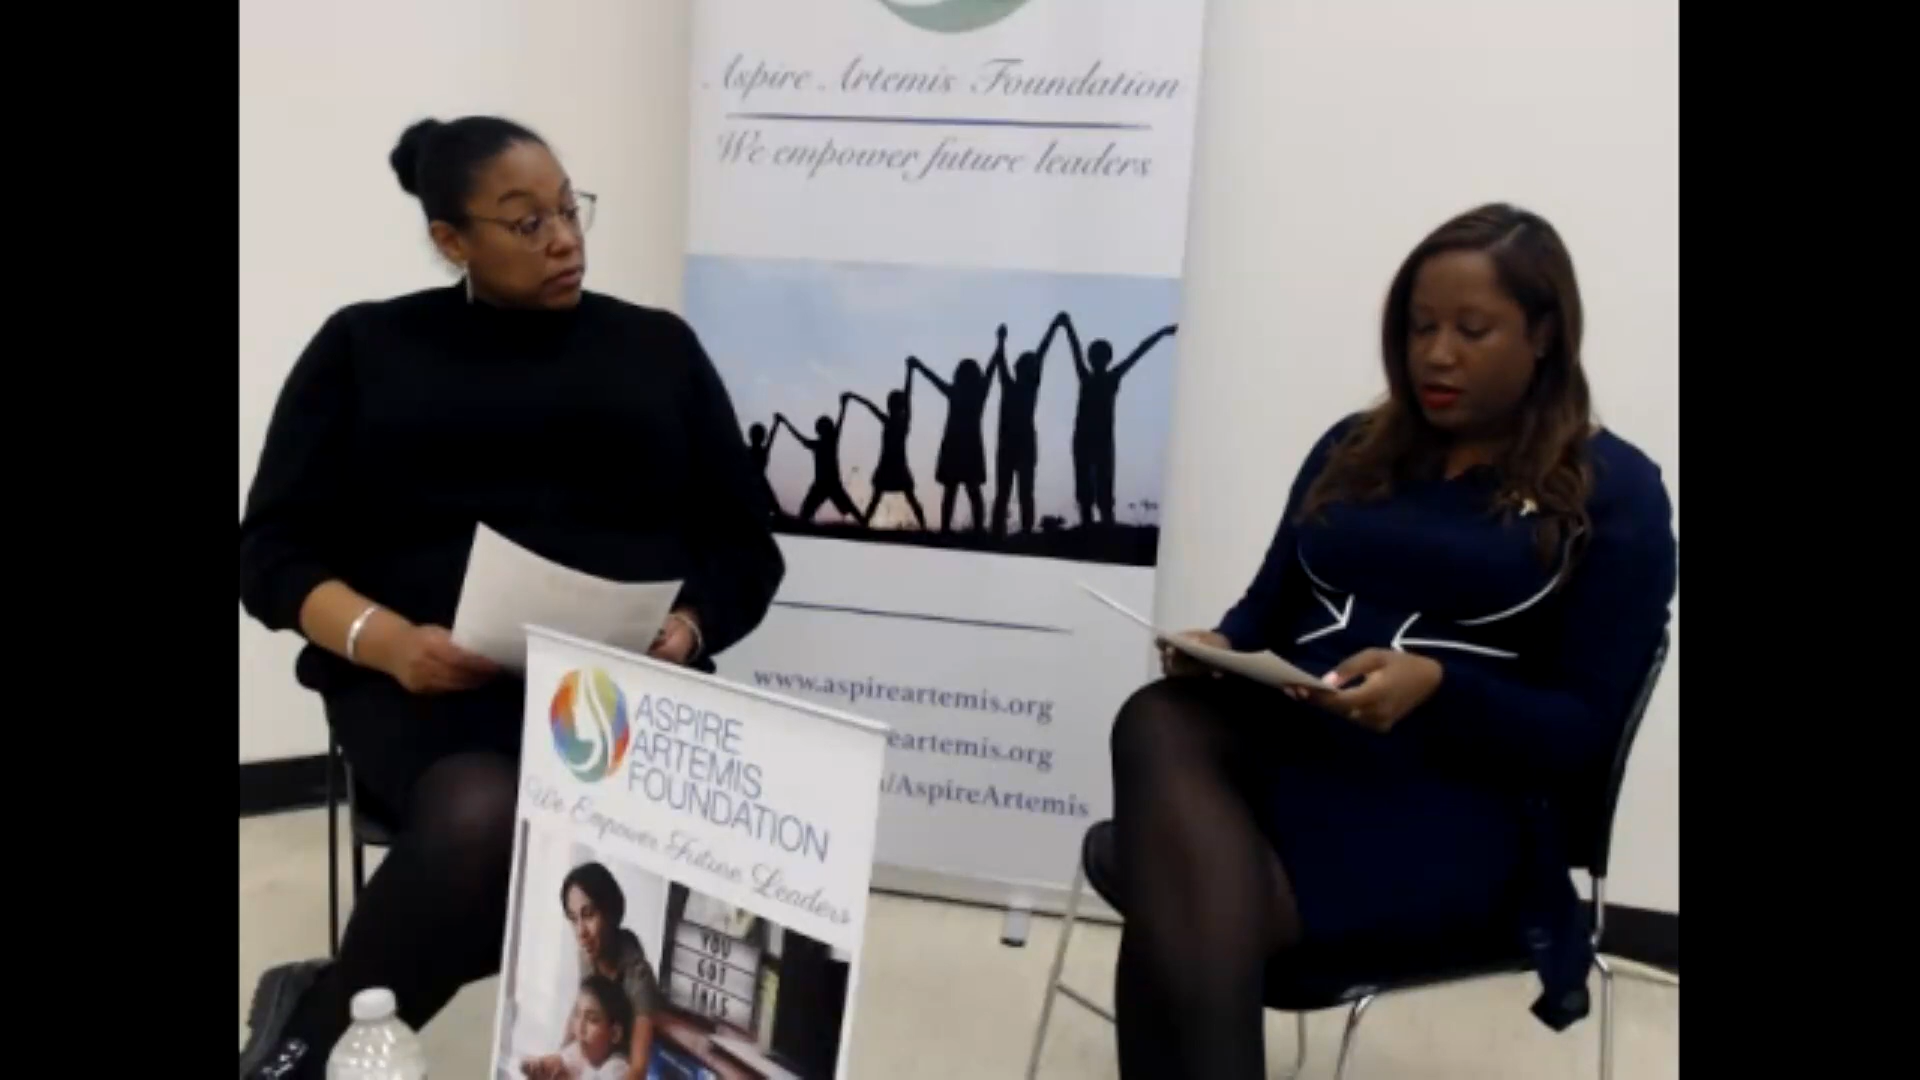 Aspire Artemis Foundation
We empower future leaders
www.aspireartemis.org
eartemis.org
/AspireArtemis
ASPIRE
ARTEMIS
FOUNDATION
We Empower Future Leaders
YOU
GOT
THIS